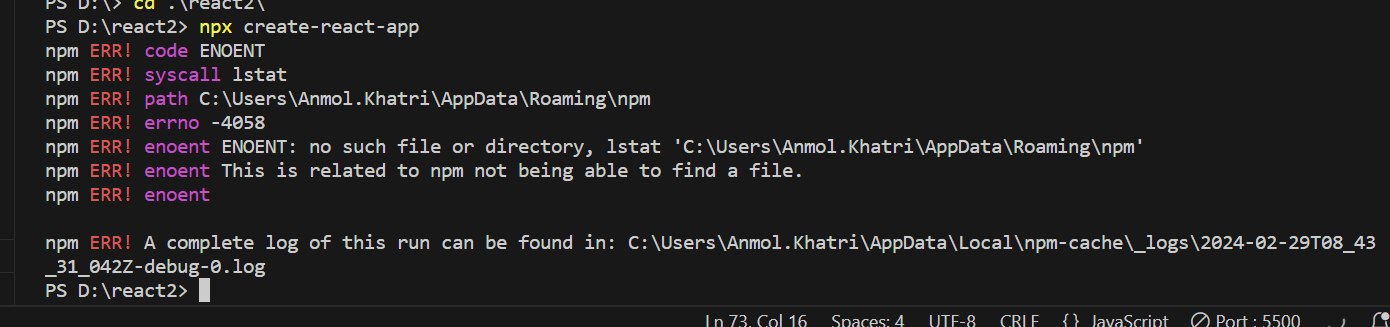 PS D:\> cd .\react2\
PS D:\react2> npx create-react-app
npm ERR! code ENOENT
npm ERR! syscall lstat
npm ERR! path C:\Users\Anmol.Khatri\AppData\Roaming\npm
npm ERR! errno -4058
npm ERR! enoent ENOENT: no such file or directory, lstat 'C:\Users\Anmol.Khatri\AppData\Roaming\npm'
npm ERR! enoent This is related to npm not being able to find a file.
npm ERR! enoent
npm ERR! A complete log of this run can be found in: C:\Users\Anmol.Khatri\AppData\Local\npm-cache\_logs\2024-02-29T08_43
_31_042Z-debug-0.log
PS D:\react2>
Ln 73, Col 16 Spaces: 4 UTF-8 CRLF {} JavaScript Port : 5500